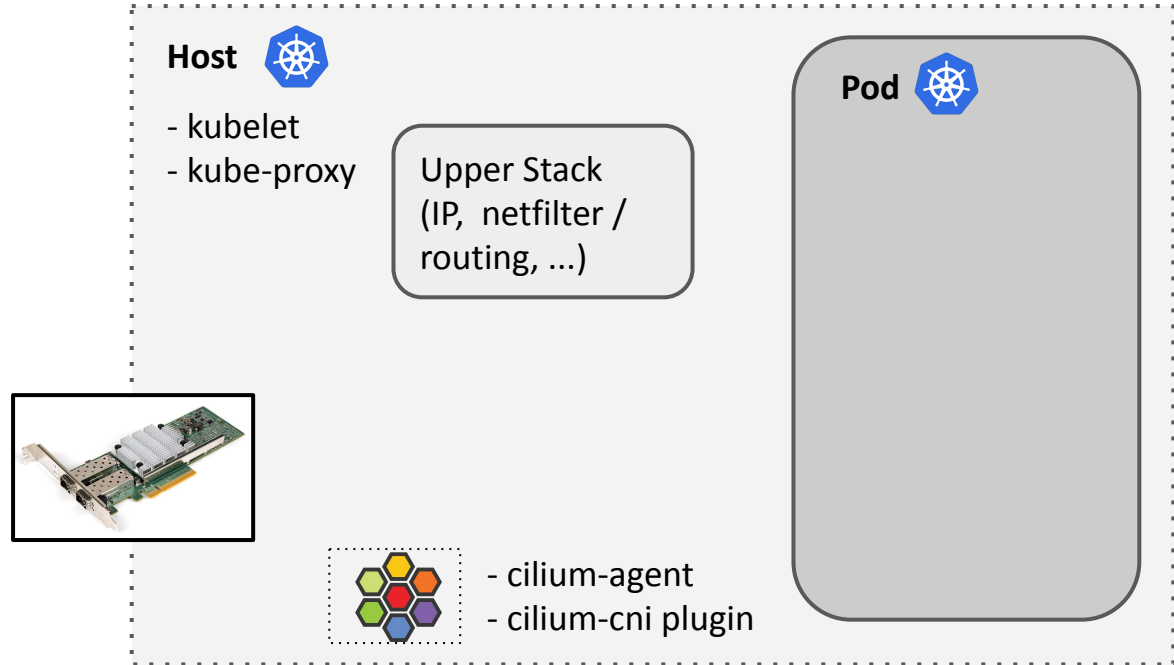 Host
- kubelet
- kube-proxy
Upper Stack
(IP, netfilter /
routing, ...)
Pod
- cilium-agent
- cilium-cni plugin